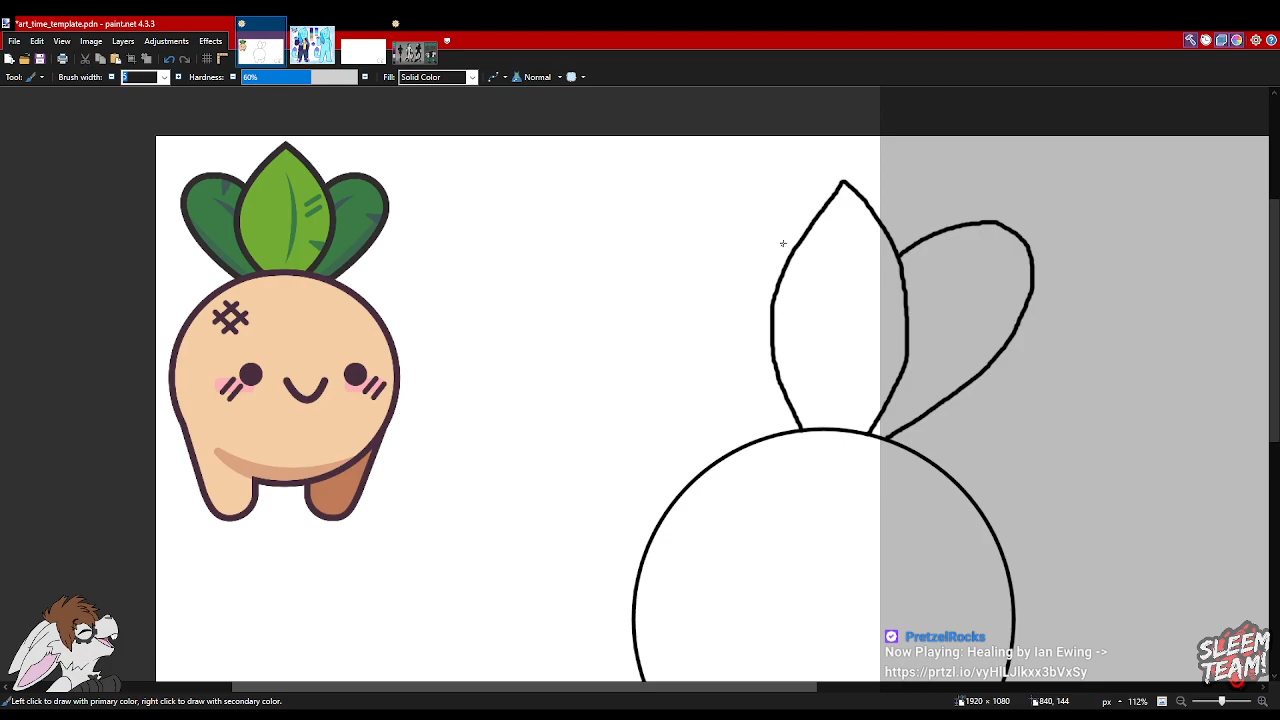 *art_time_template.pdn - paint.net 4.3.3
File Edit View Image Layers Adjustments Effects
Tool: Brush width: 5 Hardness: 60% Fill: Solid Color Normal
PretzelRocks
Now Playing: Healing by Ian Ewing ->
https://prtzl.io/vyHlLJlkxx3bVxSy
SLEEM
TEAM!
Left click to draw with primary color, right click to draw with secondary color. 1920 × 1080 840, 144 px 112%